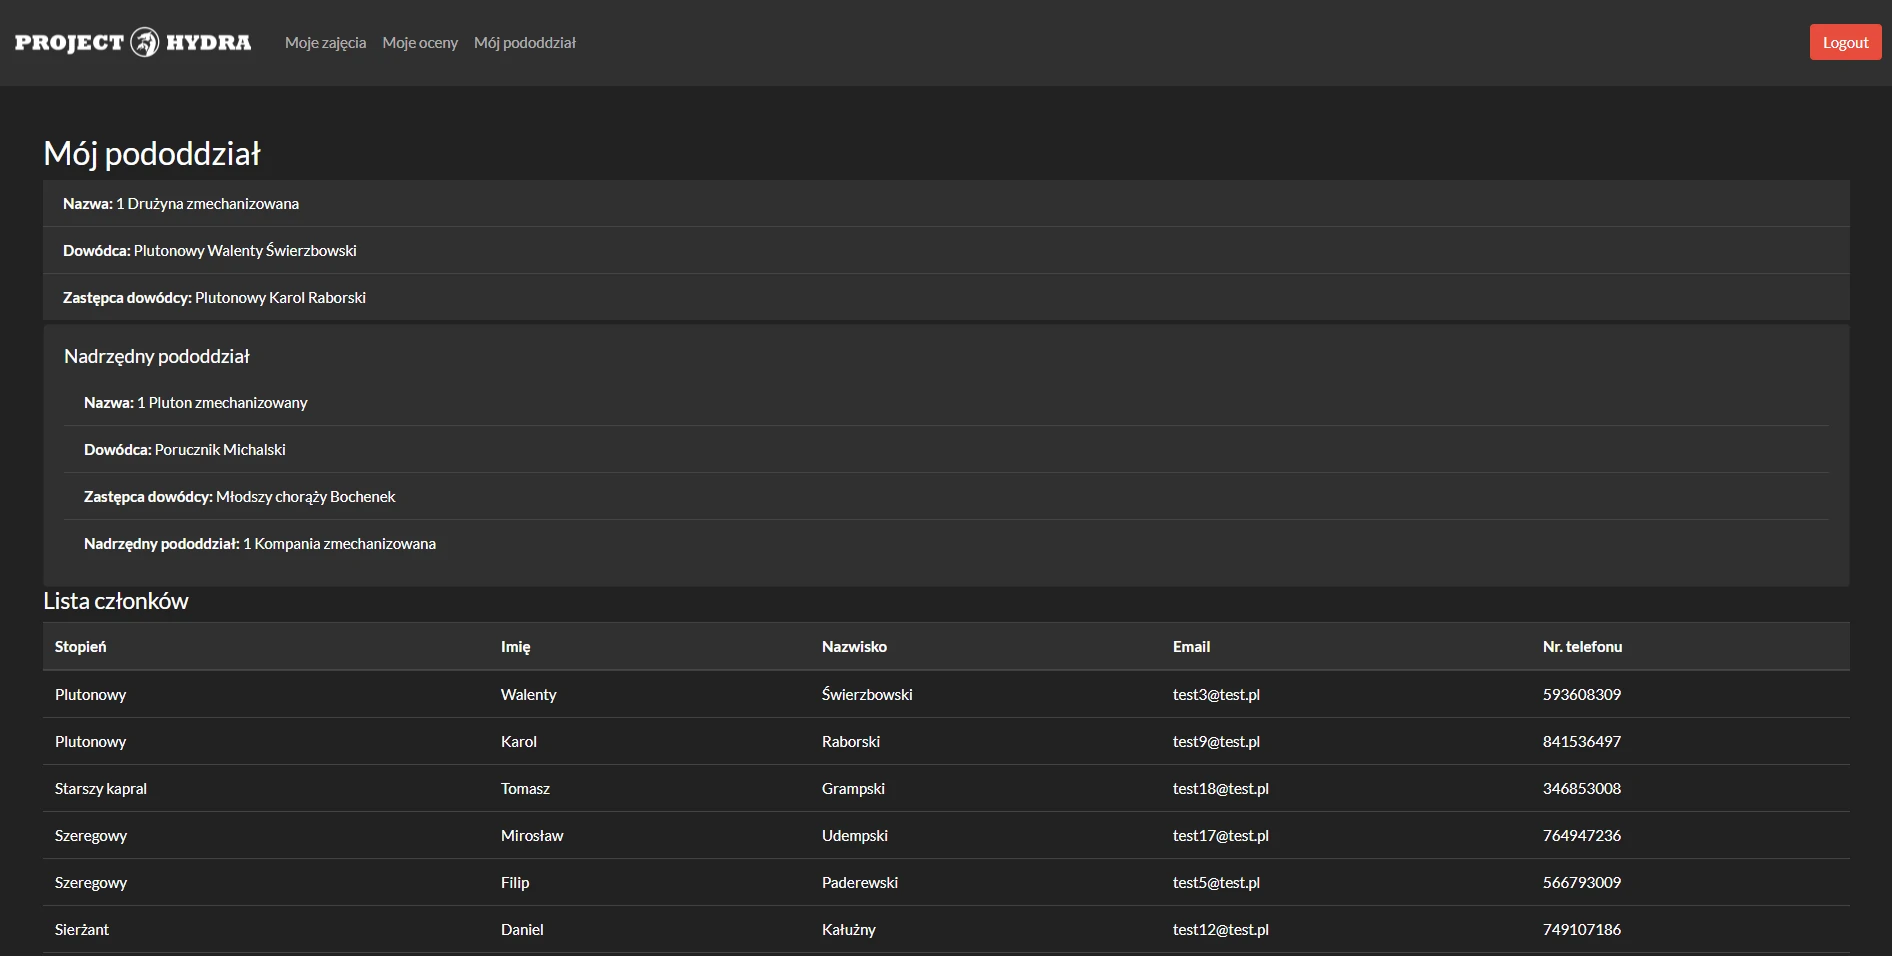 PROJECT HYDRA Moje zajęcia Moje oceny Mój pododdział Logout
Mój pododdział
Nazwa: 1 Drużyna zmechanizowana
Dowódca: Plutonowy Walenty Świerzbowski
Zastępca dowódcy: Plutonowy Karol Raborski
Nadrzędny pododdział
Nazwa: 1 Pluton zmechanizowany
Dowódca: Porucznik Michalski
Zastępca dowódcy: Młodszy chorąży Bochenek
Nadrzędny pododdział: 1 Kompania zmechanizowana
Lista członków
Stopień Imię Nazwisko Email Nr. telefonu
Plutonowy Walenty Świerzbowski test3@test.pl 593608309
Plutonowy Karol Raborski test9@test.pl 841536497
Starszy kapral Tomasz Grampski test18@test.pl 346853008
Szeregowy Mirosław Udempski test17@test.pl 764947236
Szeregowy Filip Paderewski test5@test.pl 566793009
Sierżant Daniel Kałużny test12@test.pl 749107186